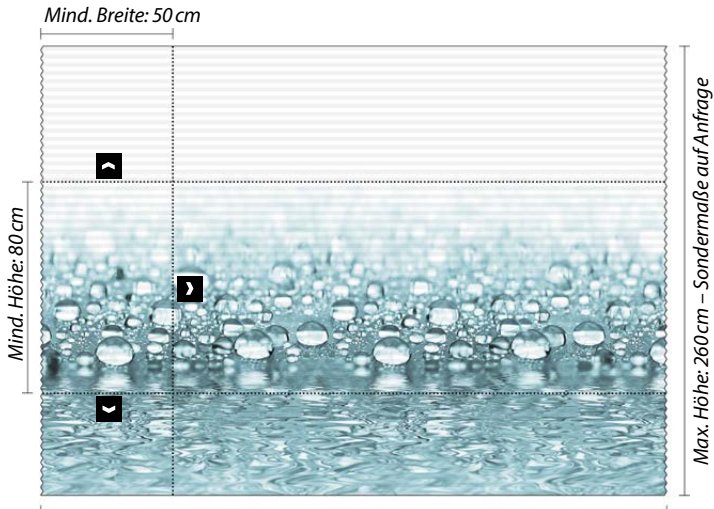 Mind. Breite: 50 cm
Mind. Höhe: 80 cm
Max. Höhe: 260 cm – Sondermaße auf Anfrage